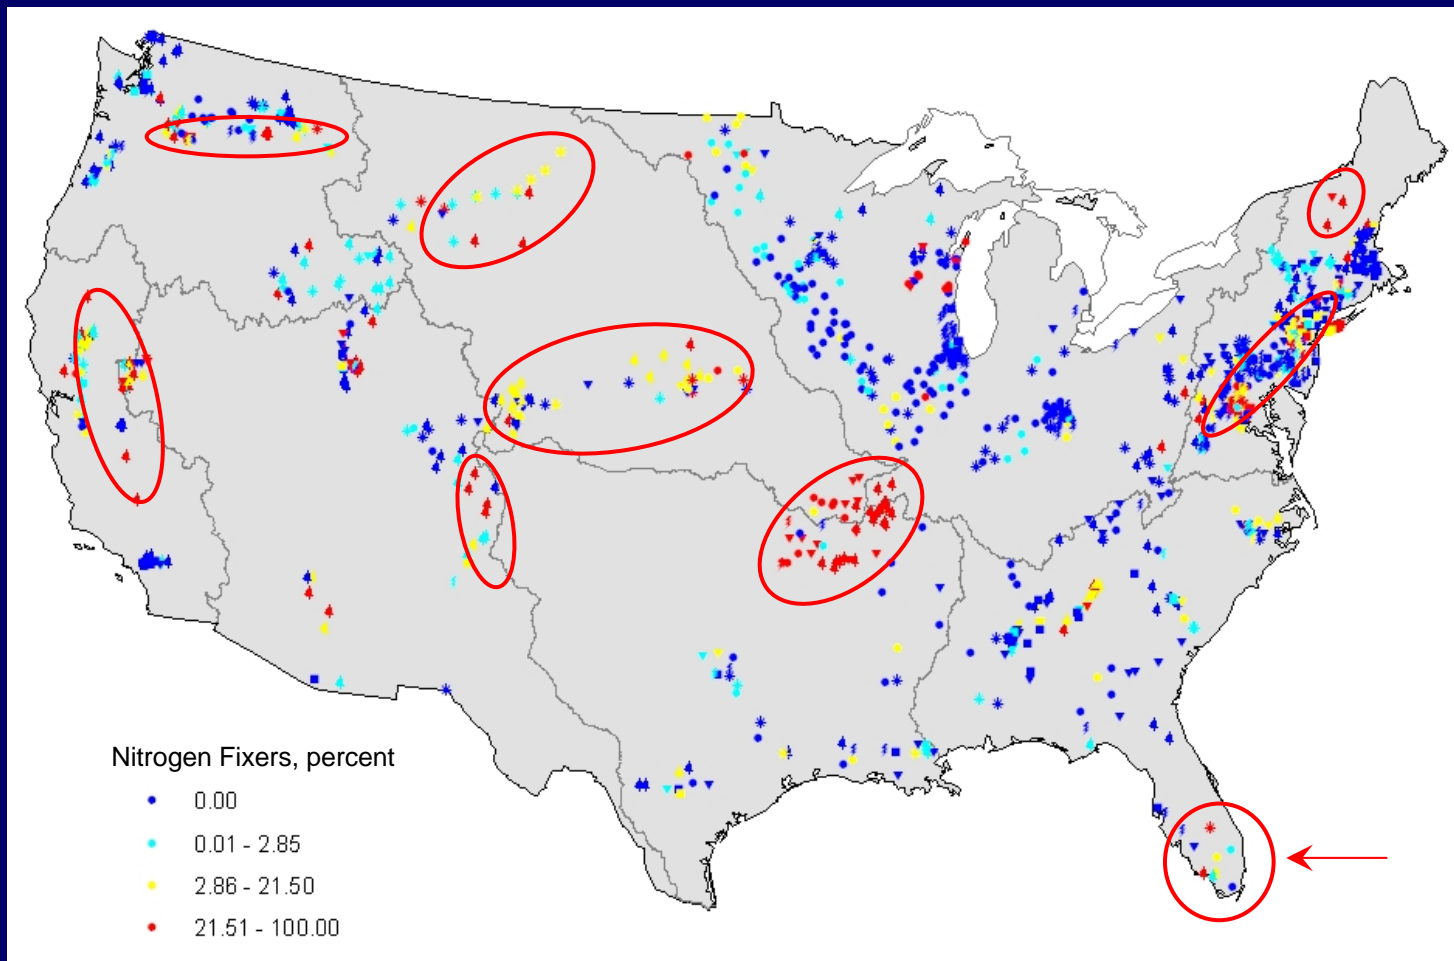 Nitrogen Fixers, percent
0.00
0.01 - 2.85
2.86 - 21.50
21.51 - 100.00